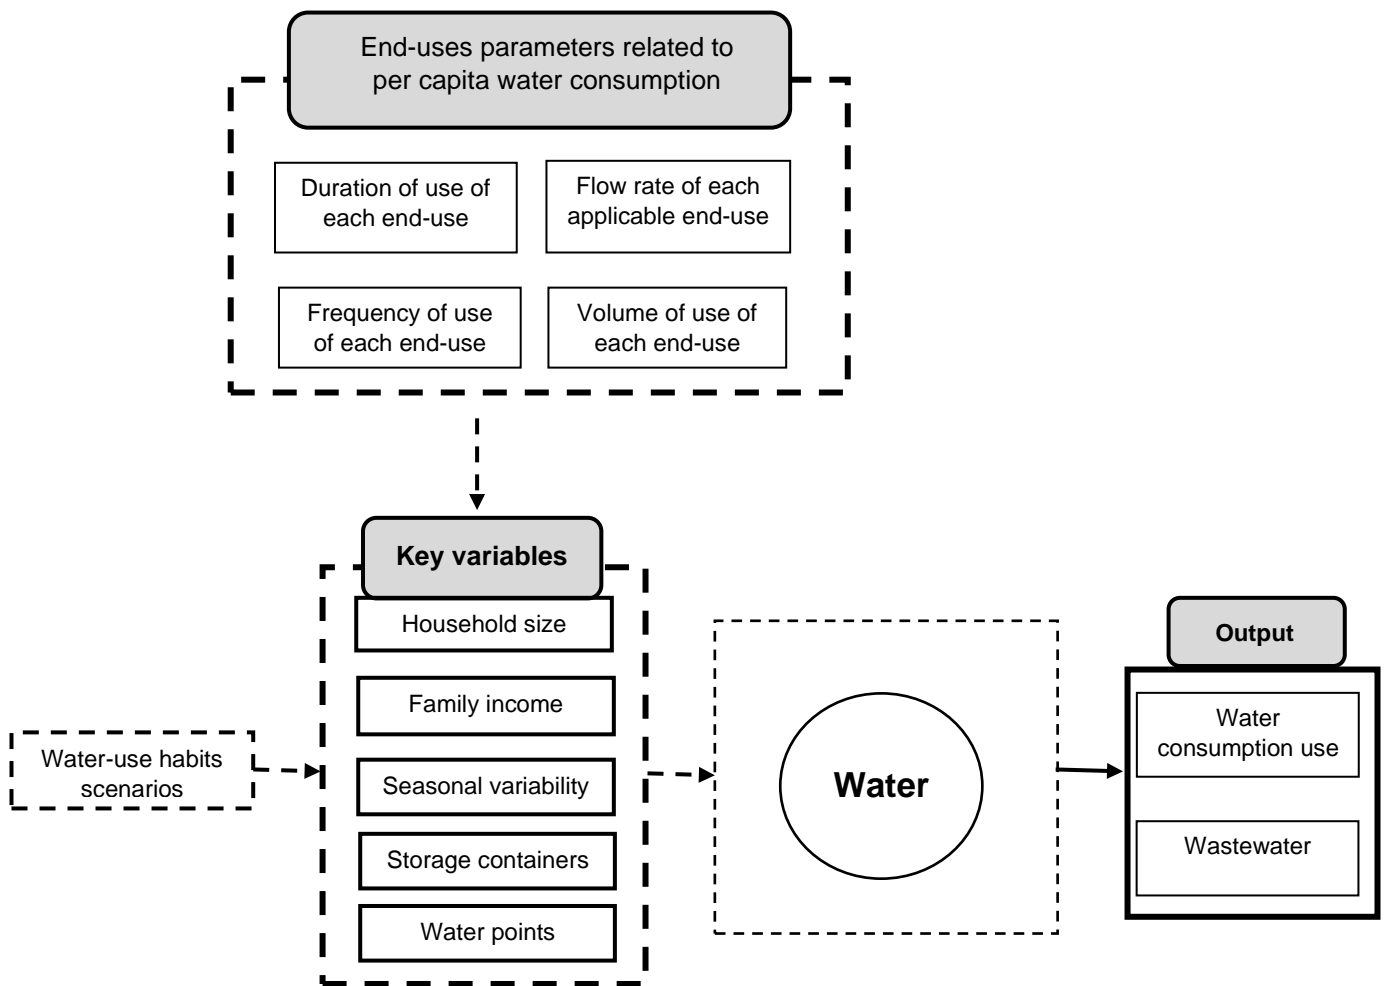 End-uses parameters related to
per capita water consumption
Duration of use of
each end-use
Flow rate of each
applicable end-use
Frequency of use
of each end-use
Volume of use of
each end-use
Key variables
Household size
Family income
Seasonal variability
Storage containers
Water points
Water-use habits
scenarios
Water
Output
Water
consumption use
Wastewater